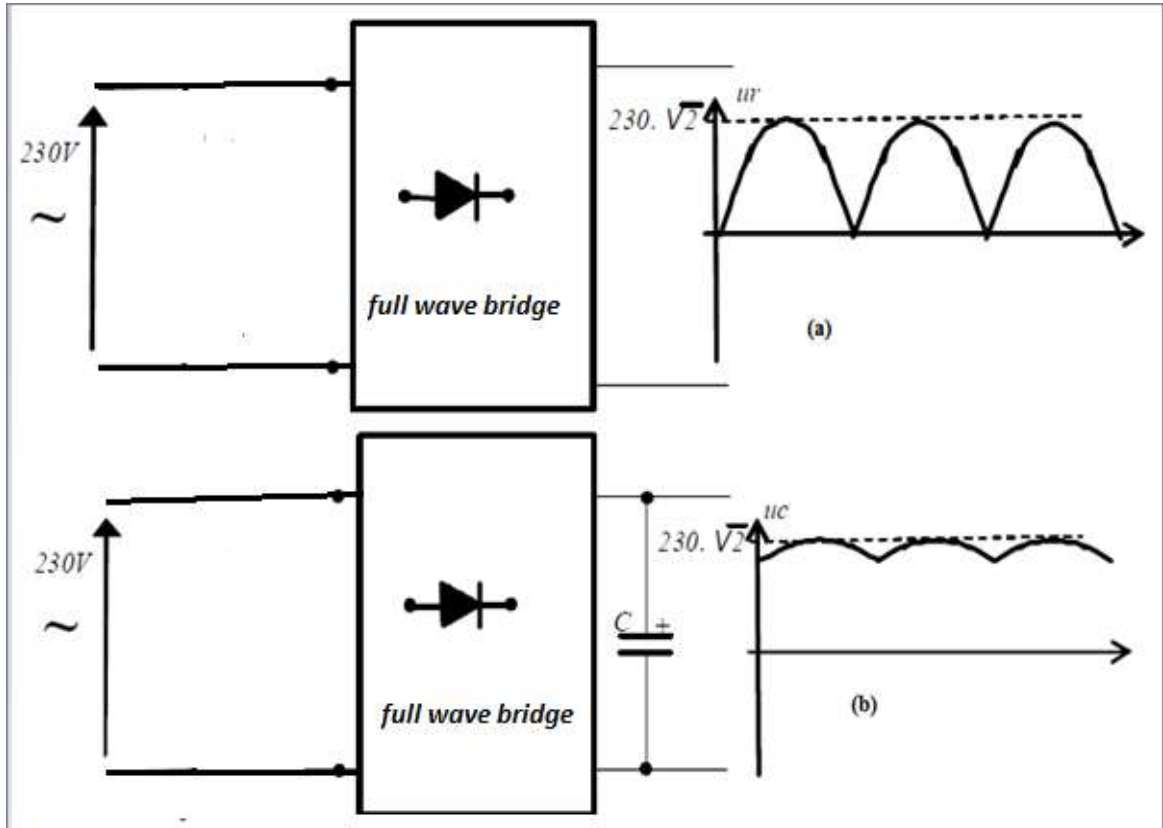 230V
~
full wave bridge
230. √2
ur
(a)
230V
~
full wave bridge
C +
230. √2
uc
(b)